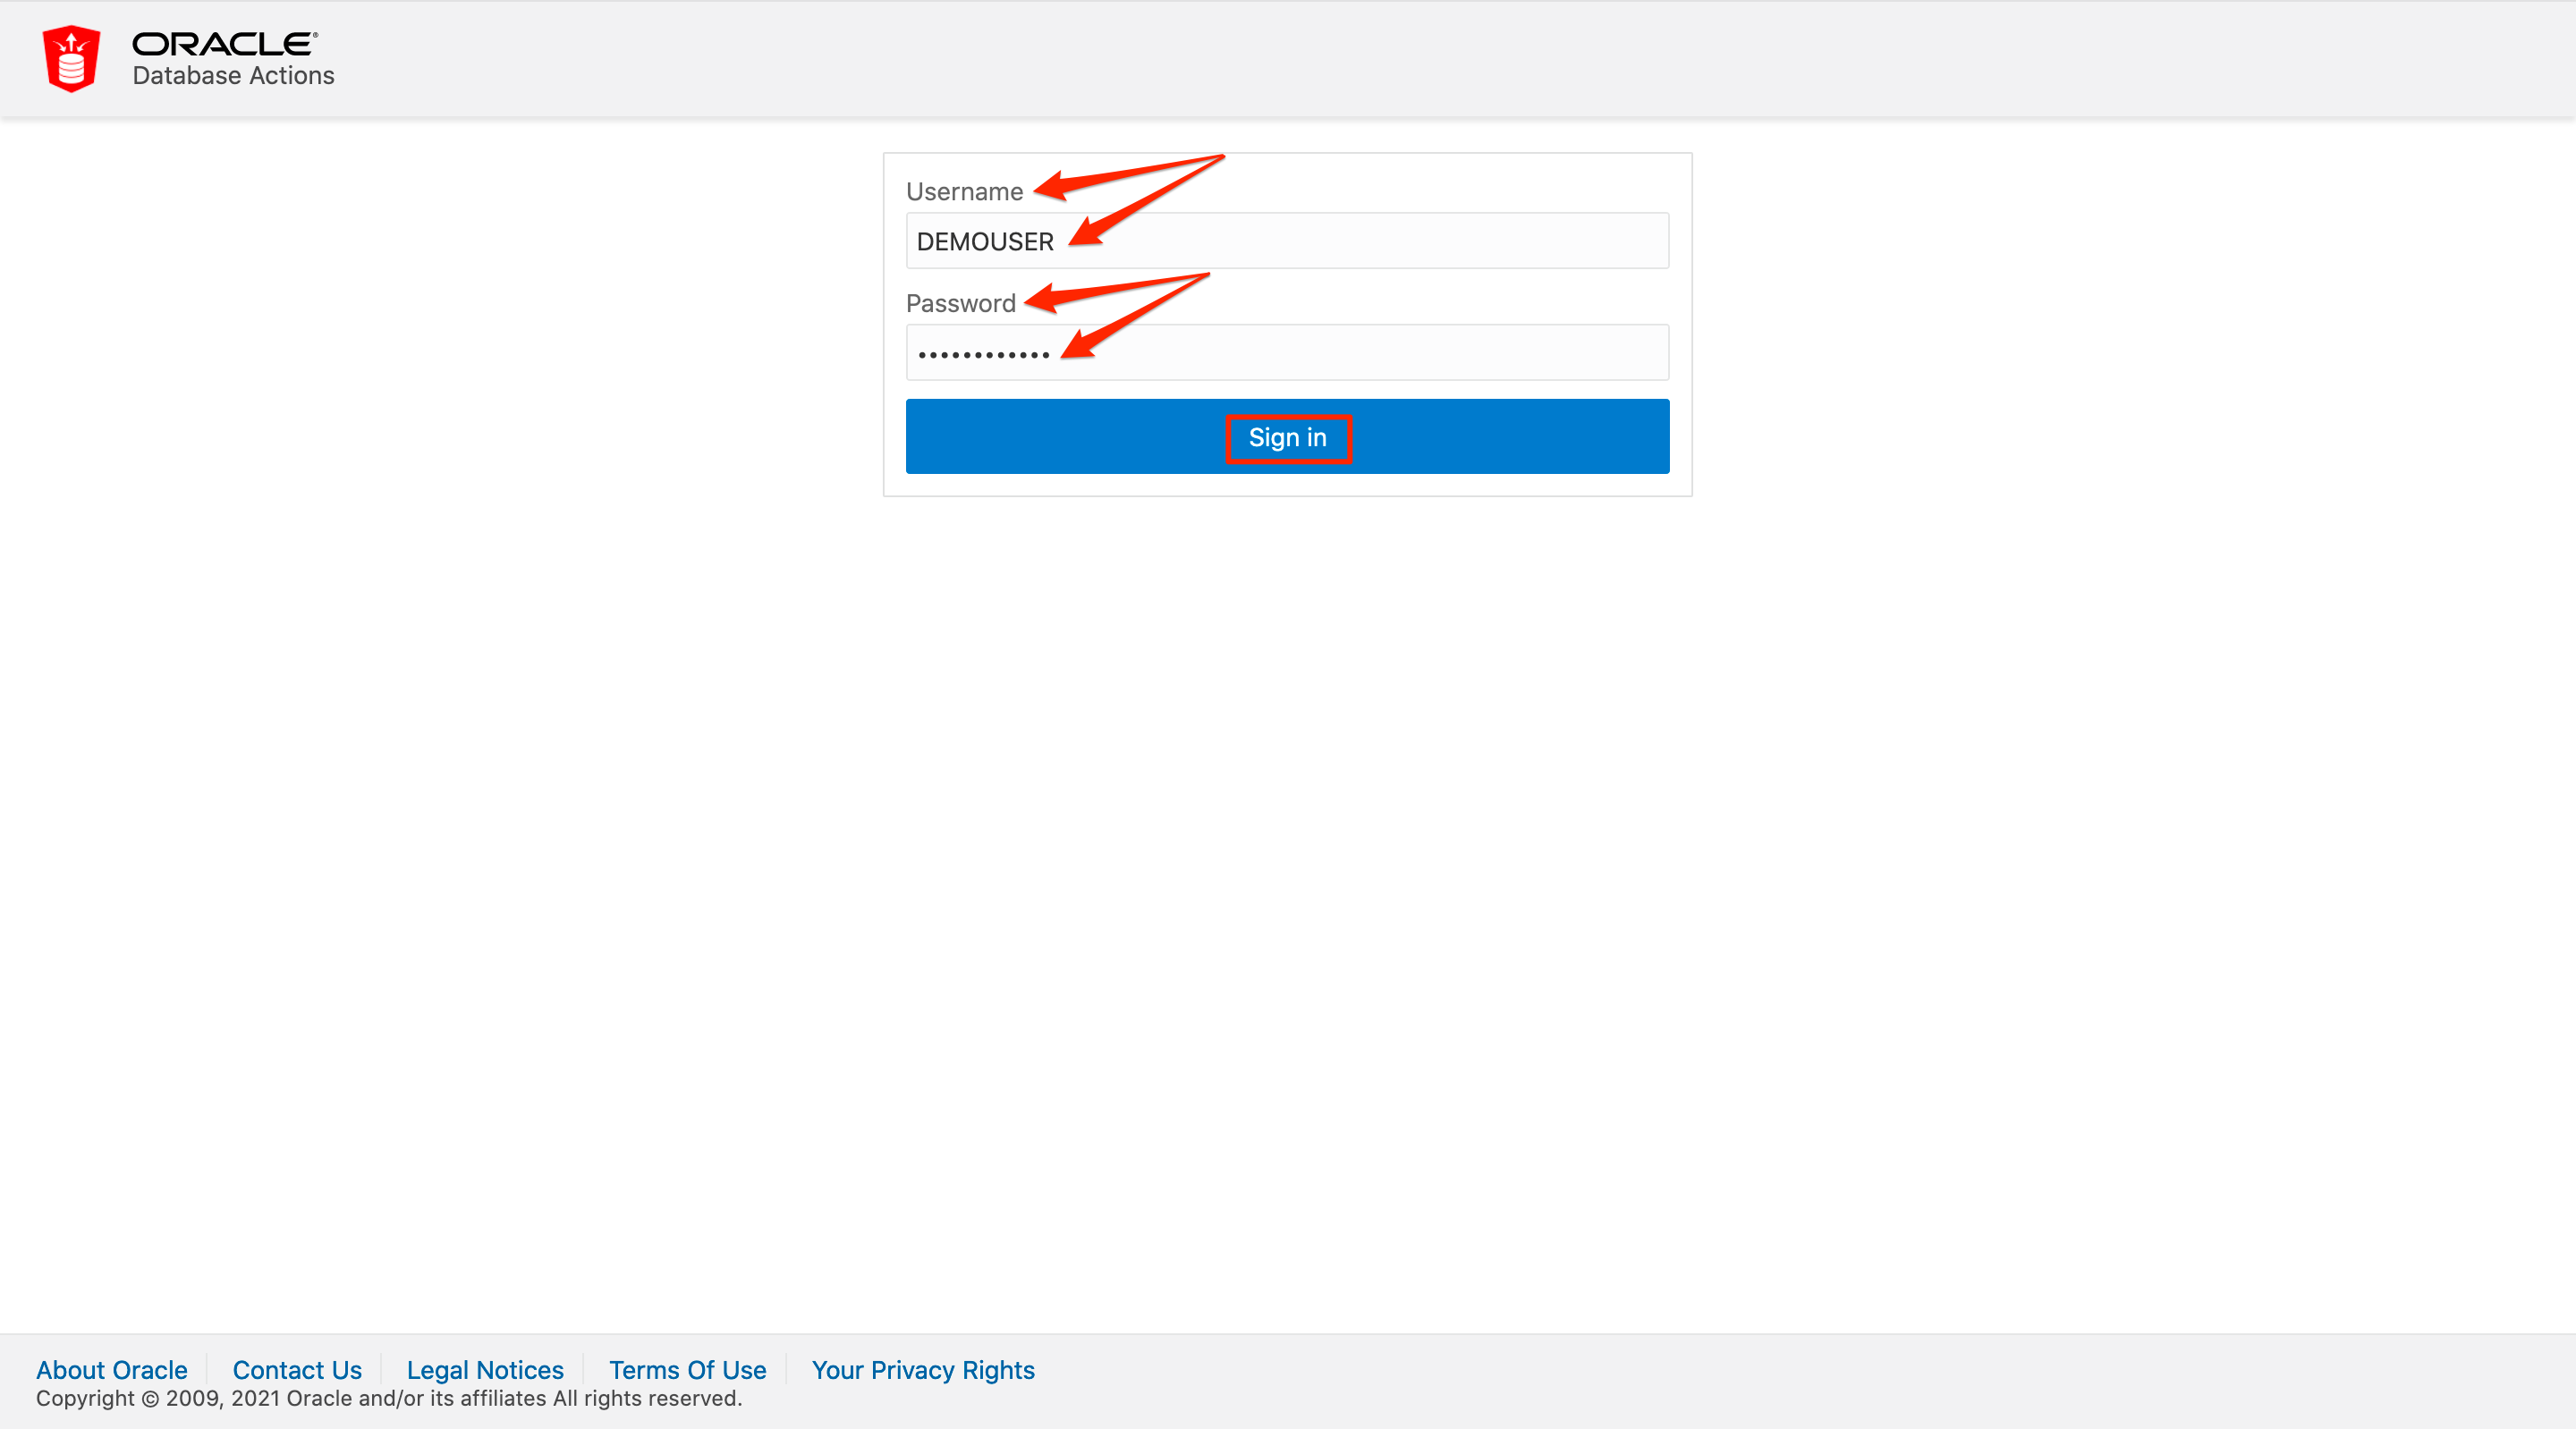 ORACLE®
Database Actions
Username
DEMOUSER
Password
••••••••••••
Sign in
About Oracle Contact Us Legal Notices Terms Of Use Your Privacy Rights
Copyright © 2009, 2021 Oracle and/or its affiliates All rights reserved.